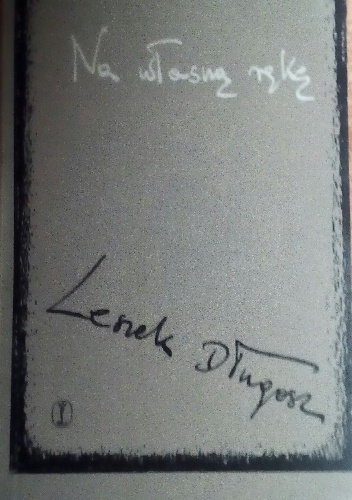 Na własną rękę
Leszek Długosz